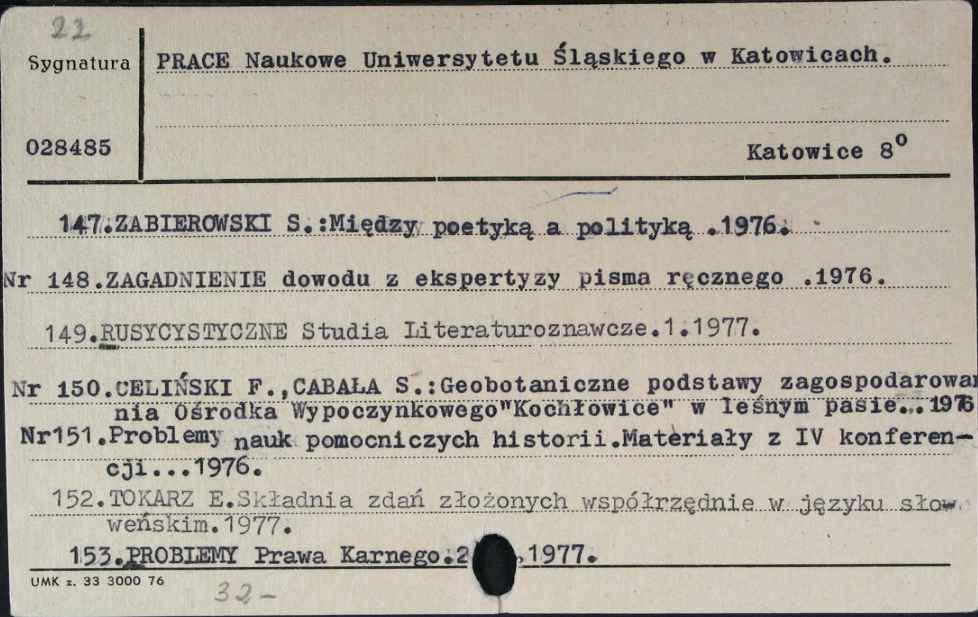 22
Sygnatura
PRACE Naukowe Uniwersytetu Śląskiego w Katowicach.
028485
Katowice 8°
147.ZABIEROWSKI S.:Między poetyką a polityką .1976.
Nr 148.ZAGADNIENIE dowodu z ekspertyzy pisma ręcznego .1976.
149.RUSYCYSTYCZNE Studia Literaturoznawcze.1.1977.
Nr 150.CELIŃSKI F.,CABAŁA S.:Geobotaniczne podstawy zagospodarowa
nia Ośrodka Wypoczynkowego"Kochłowice" w leśnym pasie...1976
Nr151.Problemy nauk pomocniczych historii.Materiały z IV konferen-
cji...1976.
152.TOKARZ E.Składnia zdań złożonych współrzędnie w języku słow
weńskim.1977.
153.PROBLEMY Prawa Karnego.2 ,1977.
UMK z. 33 3000 76
32-